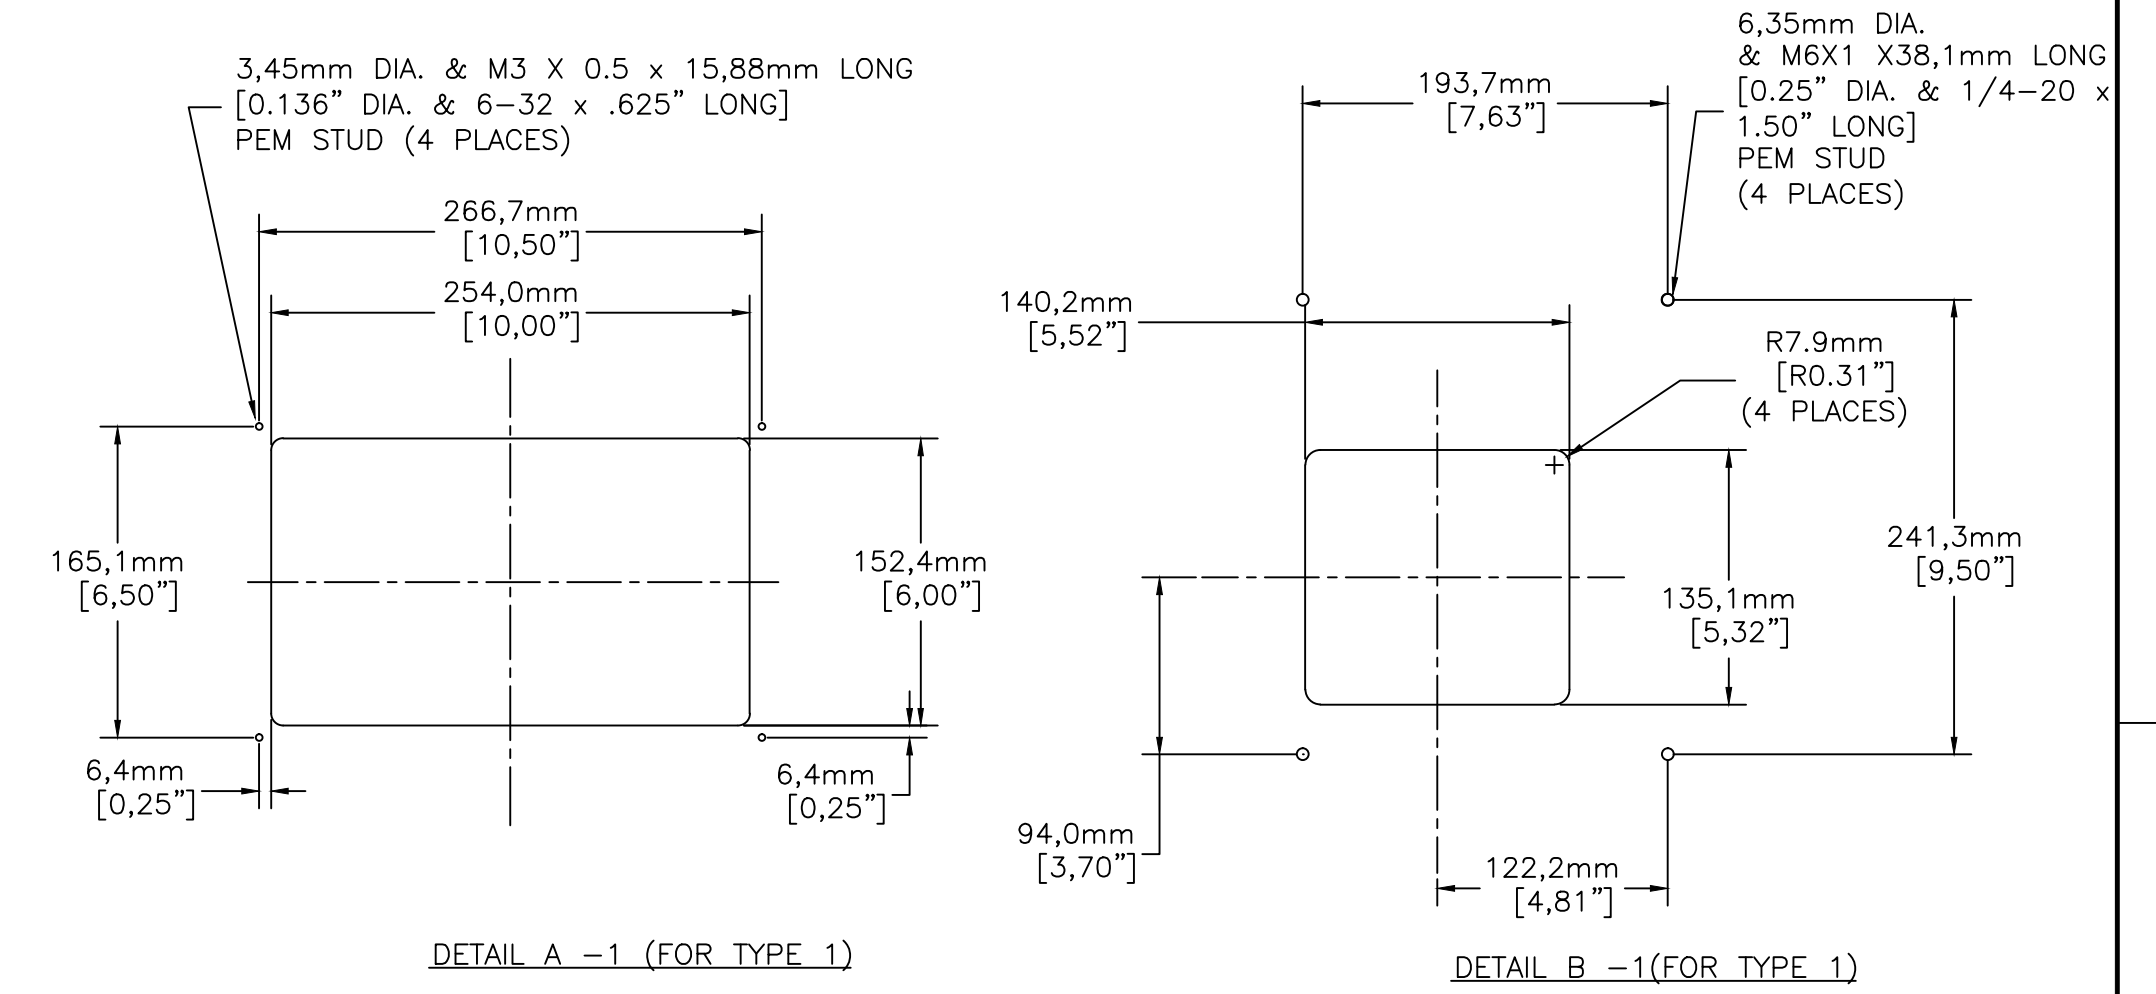 3,45mm DIA. & M3 X 0.5 x 15,88mm LONG
[0.136” DIA. & 6-32 x .625” LONG]
PEM STUD (4 PLACES)
266,7mm
[10,50”]
254,0mm
[10,00”]
165,1mm
[6,50”]
152,4mm
[6,00”]
6,4mm
[0,25”]
6,4mm
[0,25”]
DETAIL A -1 (FOR TYPE 1)
6,35mm DIA.
& M6X1 X38,1mm LONG
[0.25” DIA. & 1/4-20 x
1.50” LONG]
PEM STUD
(4 PLACES)
193,7mm
[7,63”]
140,2mm
[5,52”]
R7.9mm
[R0.31”]
(4 PLACES)
241,3mm
[9,50”]
135,1mm
[5,32”]
94,0mm
[3,70”]
122,2mm
[4,81”]
DETAIL B -1(FOR TYPE 1)